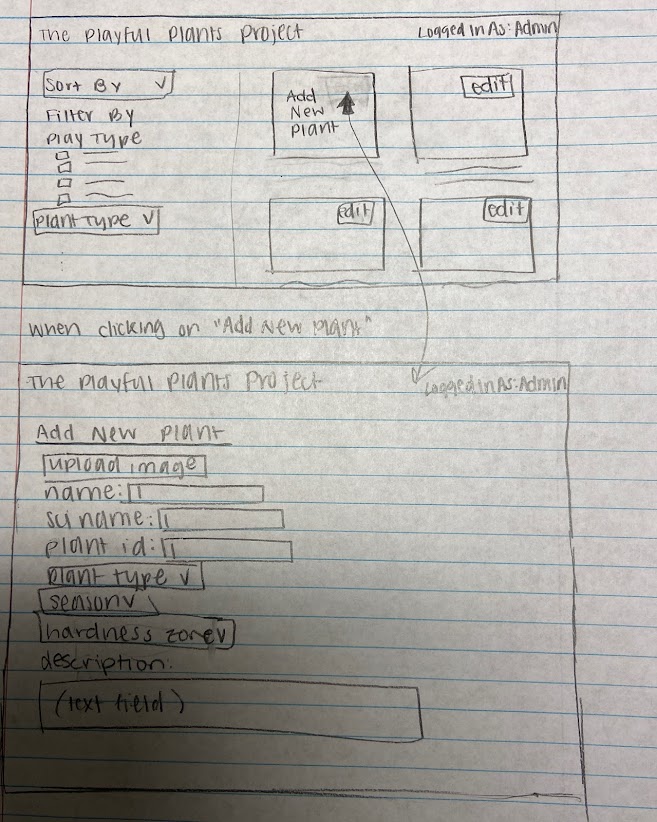 The Playful Plants Project
Logged In As: Admin
Sort By V
Filter By
Play Type
Plant Type V
Add
New
Plant
edit
edit
edit
When clicking on "Add New Plant"
The Playful Plants Project
Logged in As: Admin
Add New Plant
upload image
name:
sci name:
plant id:
plant type V
season V
hardness zone V
description:
(text field)